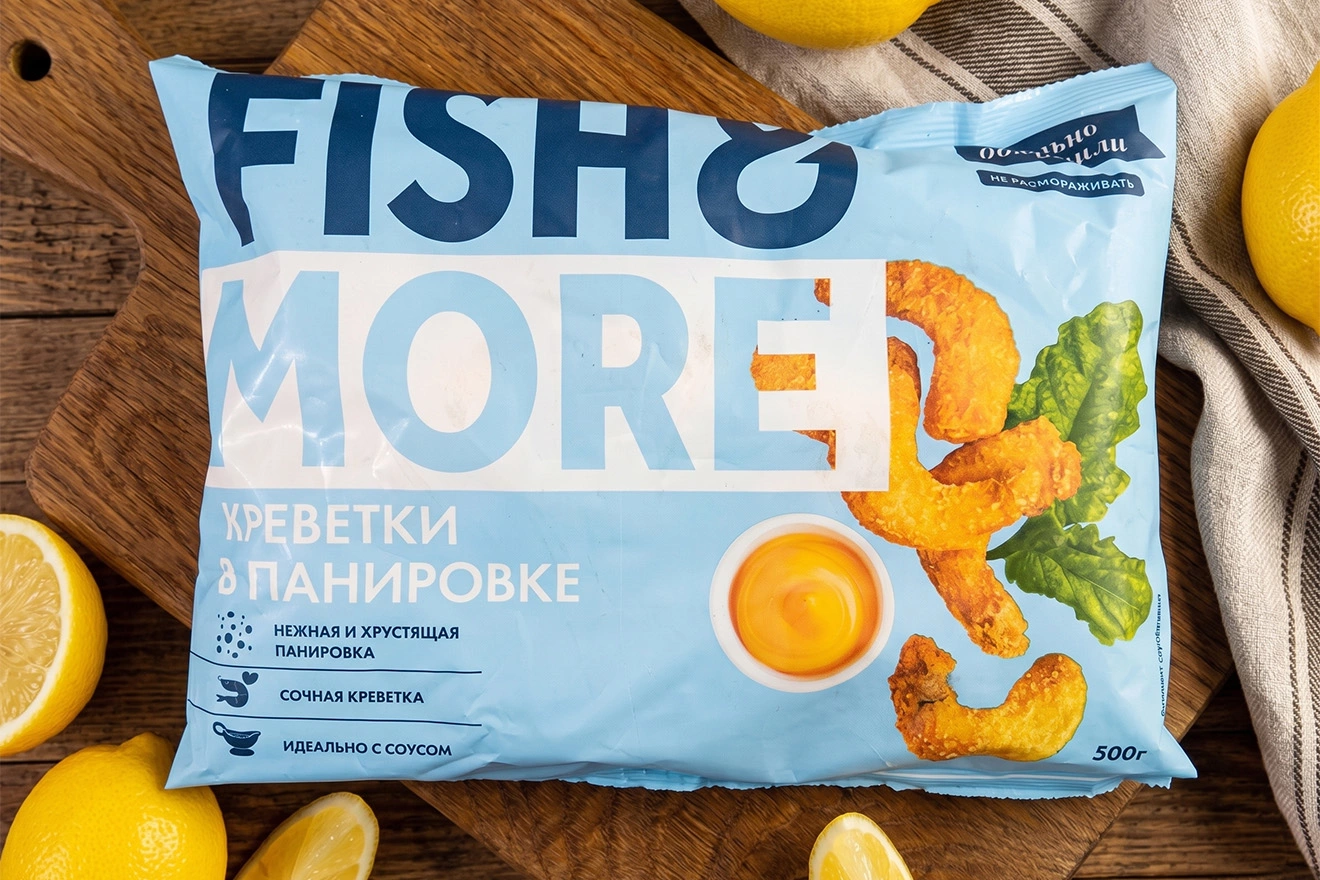 FISH &
MORE
НЕ РАЗМОРАЖИВАТЬ
КРЕВЕТКИ
В ПАНИРОВКЕ
НЕЖНАЯ И ХРУСТЯЩАЯ
ПАНИРОВКА
СОЧНАЯ КРЕВЕТКА
ИДЕАЛЬНО С СОУСОМ
500г